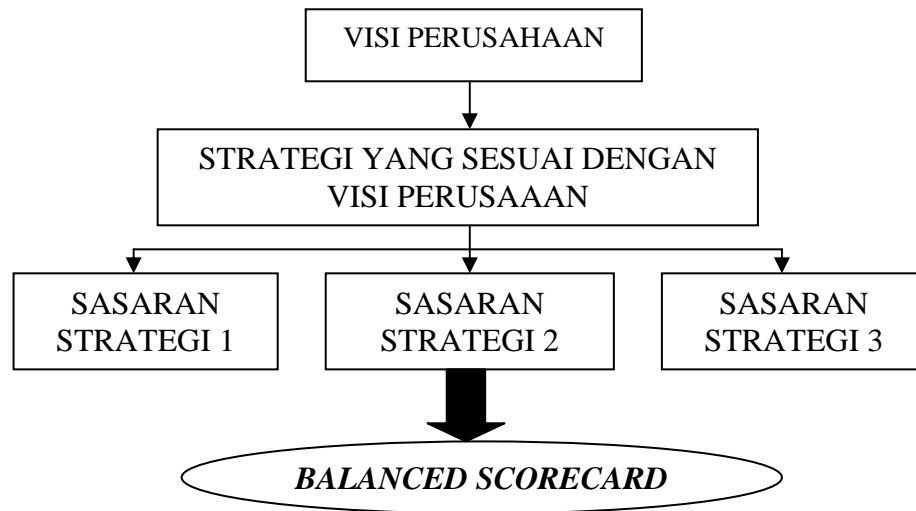 VISI PERUSAHAAN
STRATEGI YANG SESUAI DENGAN
VISI PERUSAAAN
SASARAN
STRATEGI 1
SASARAN
STRATEGI 2
SASARAN
STRATEGI 3
BALANCED SCORECARD